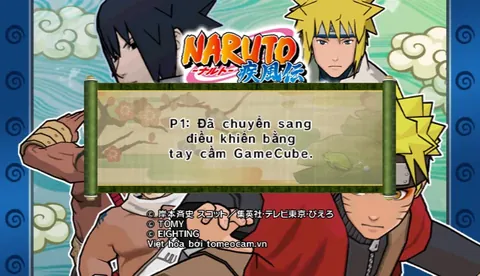 NARUTO
-ナルト-
疾風伝
P1: Đã chuyển sang
điều khiển bằng
tay cầm GameCube.
© 岸本斉史 スコット／集英社・テレビ東京・ぴえろ
© TOMY
© EIGHTING
Việt hóa bởi tomeocam.vn